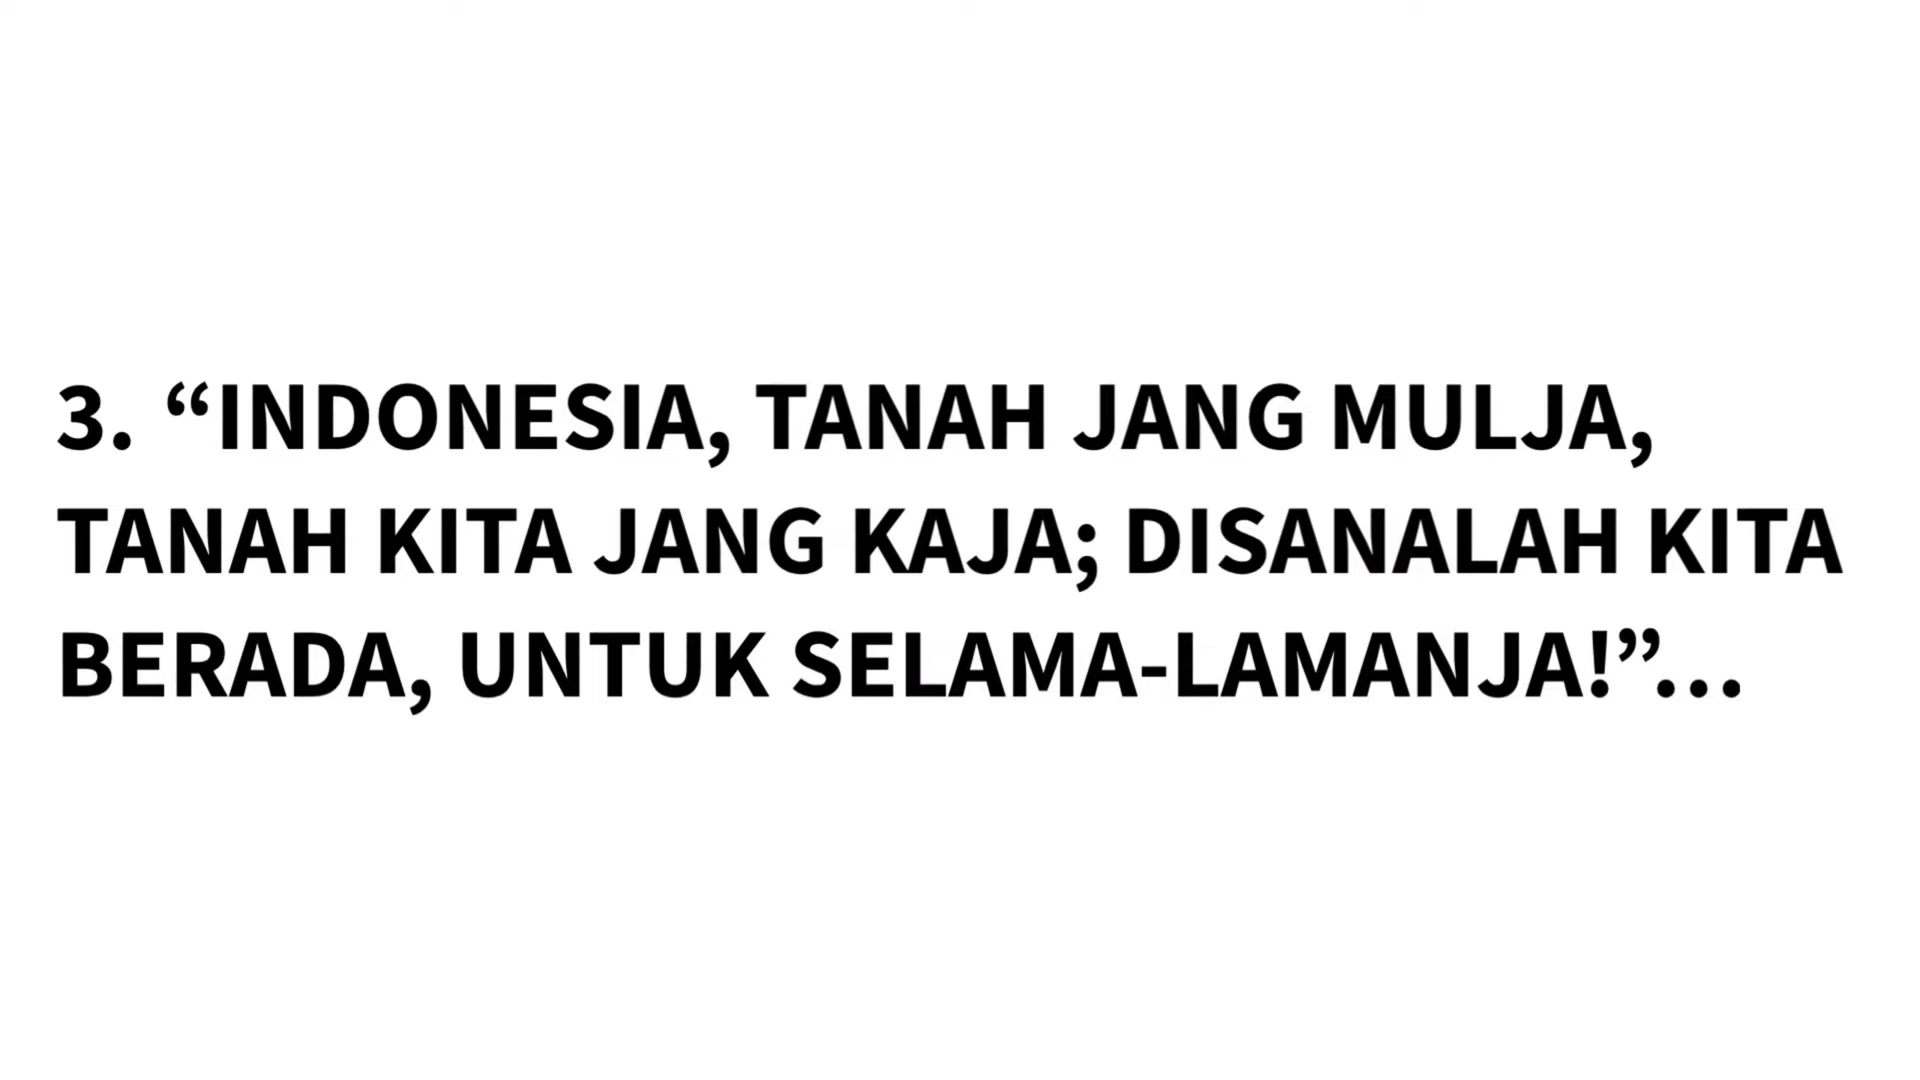 3. “INDONESIA, TANAH JANG MULJA,
TANAH KITA JANG KAJA; DISANALAH KITA
BERADA, UNTUK SELAMA-LAMANJA!”...